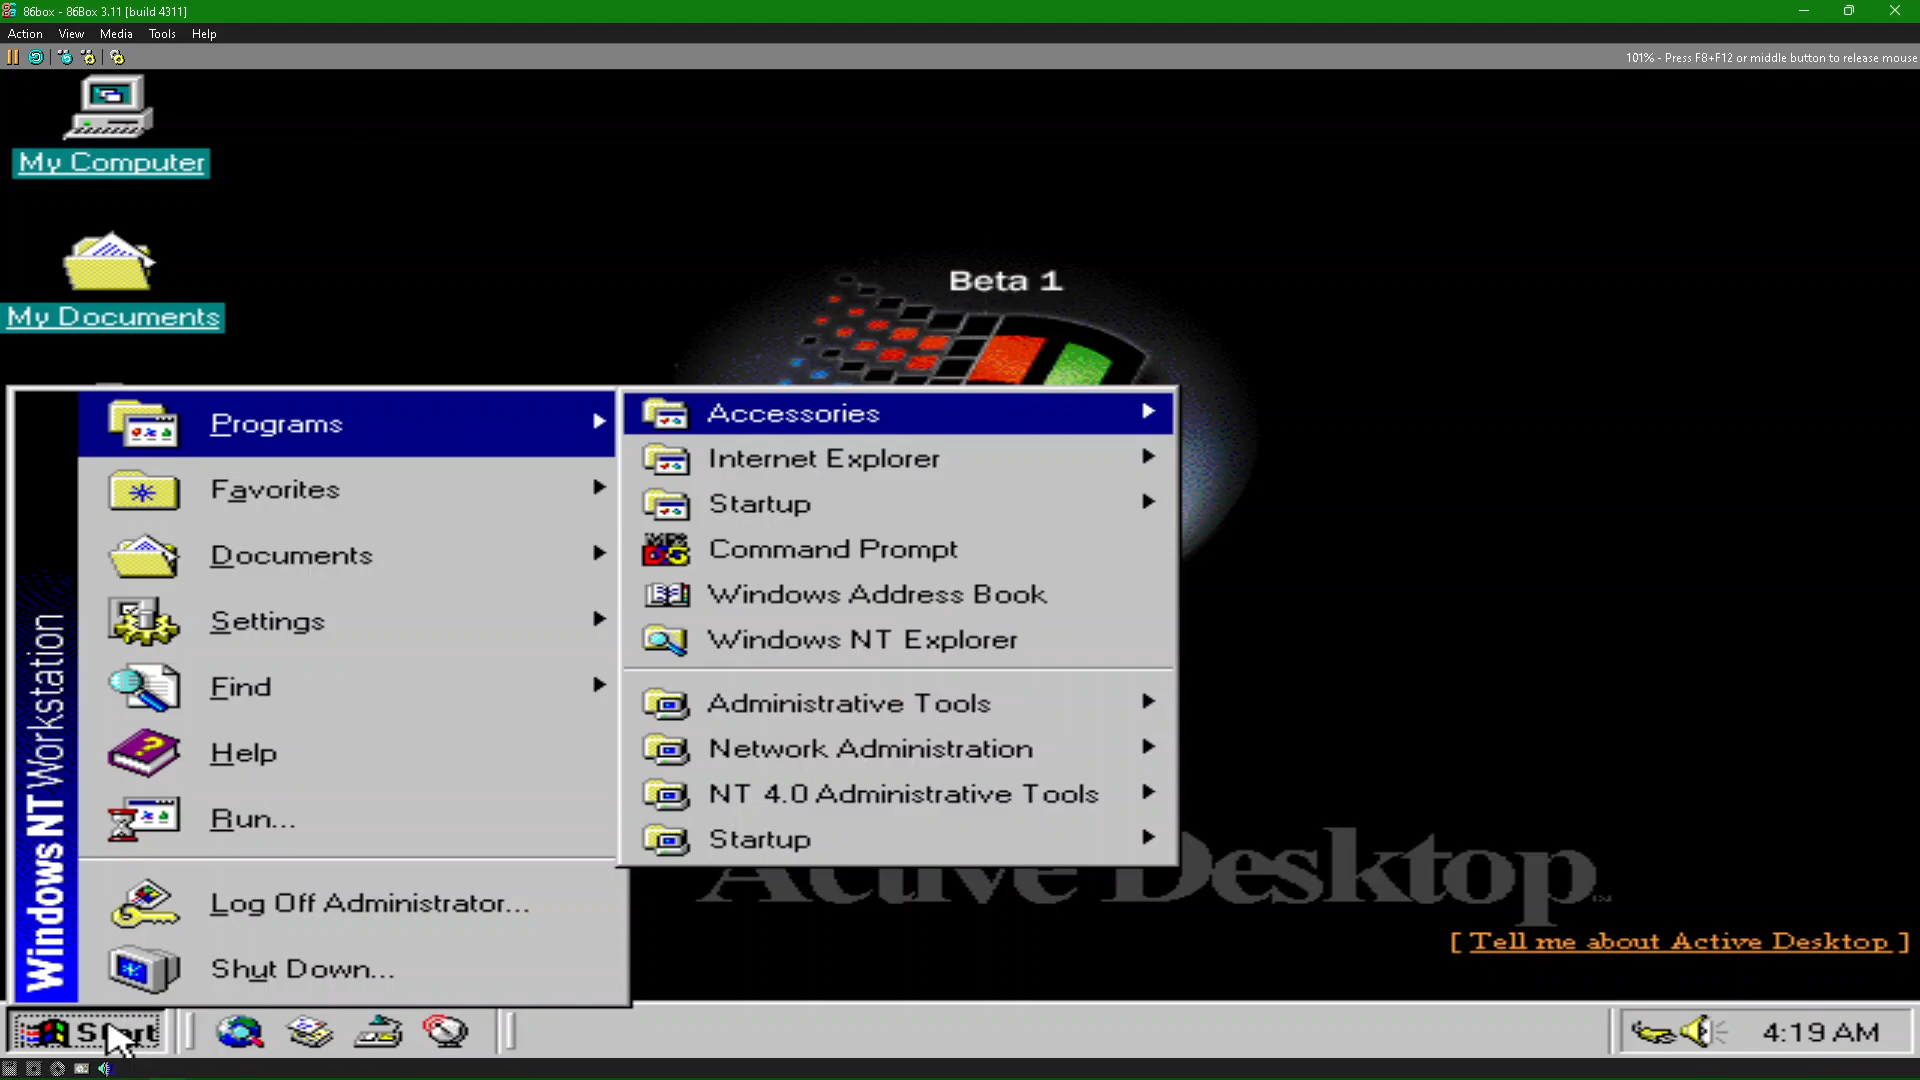 86box - 86Box 3.11 [build 4311]
Action View Media Tools Help
101% - Press F8+F12 or middle button to release mouse
My Computer
My Documents
Beta 1
Programs
Favorites
Documents
Settings
Find
Help
Run...
Log Off Administrator...
Shut Down...
Windows NT Workstation
Accessories
Internet Explorer
Startup
Command Prompt
Windows Address Book
Windows NT Explorer
Administrative Tools
Network Administration
NT 4.0 Administrative Tools
Startup
Active Desktop
[ Tell me about Active Desktop ]
Start
4:19 AM